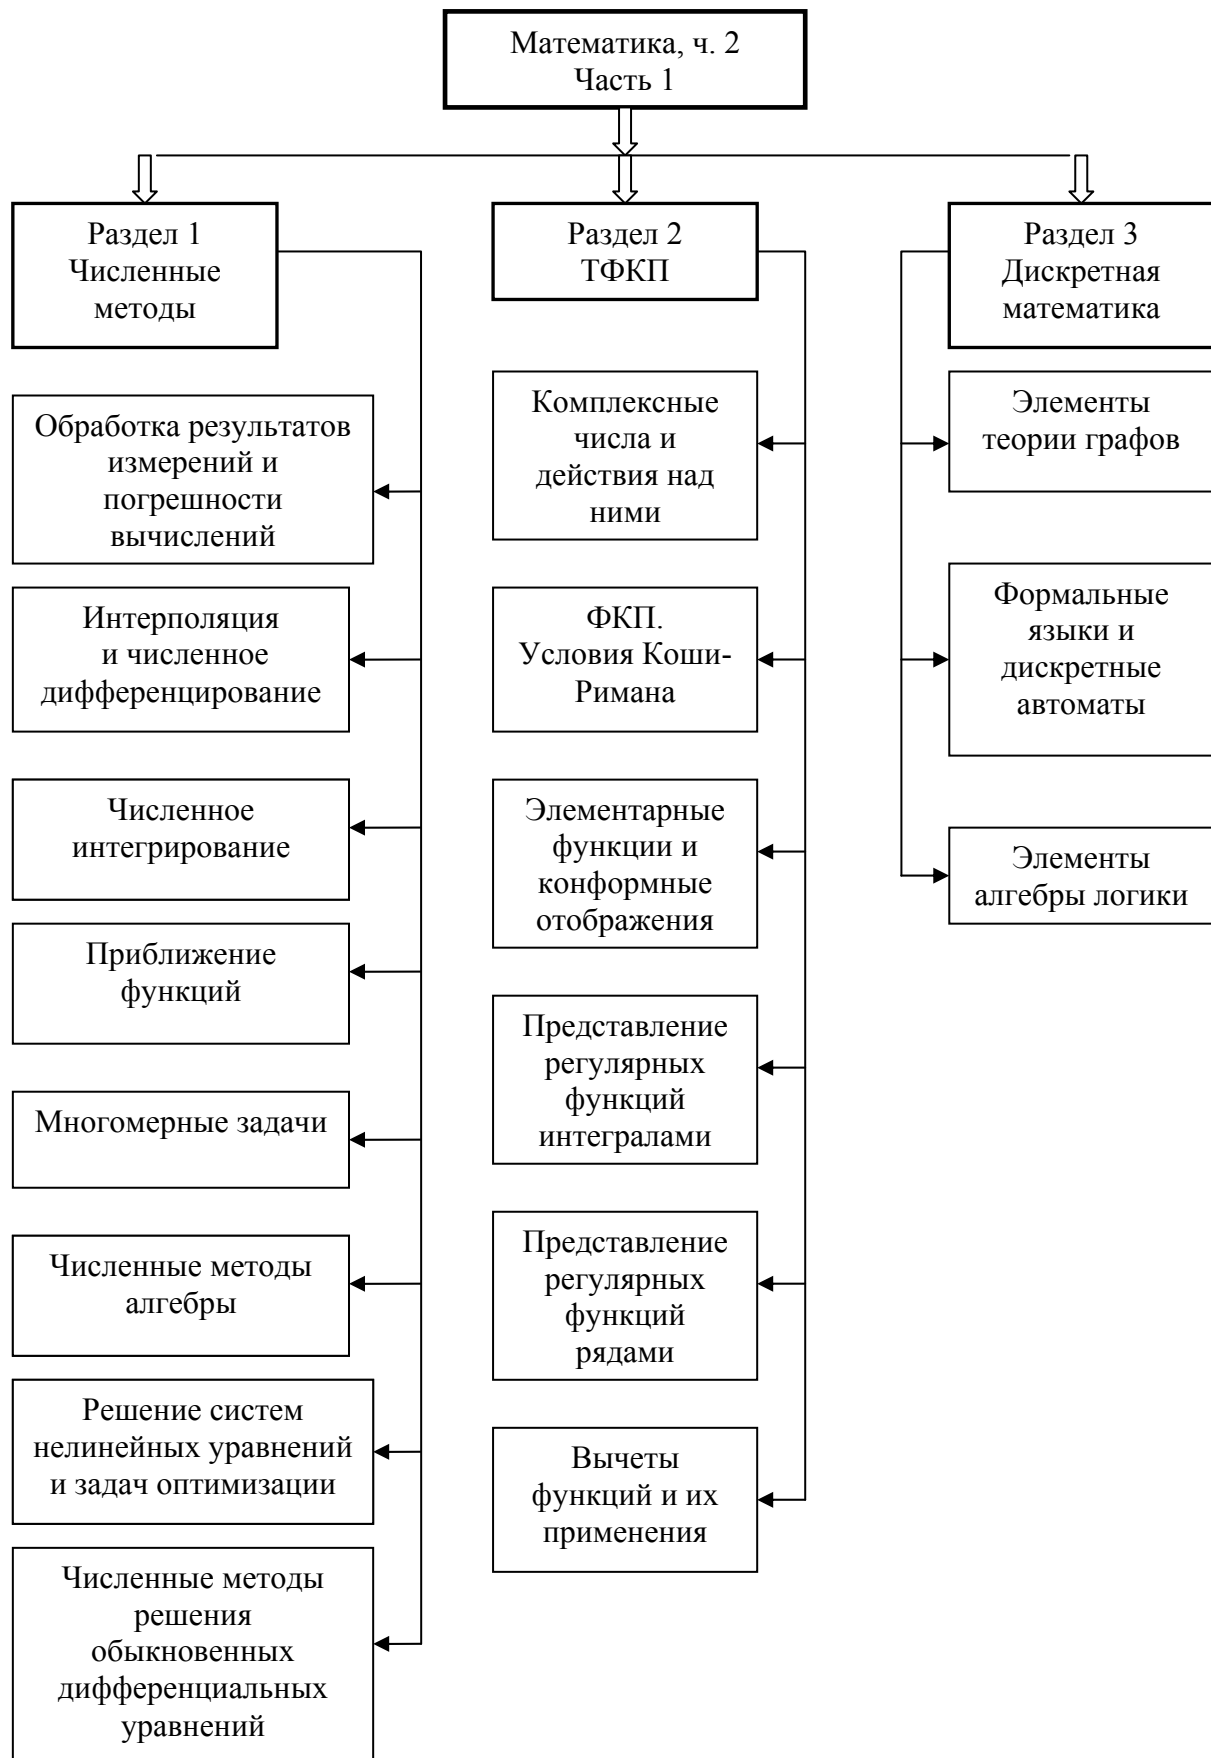 Математика, ч. 2
Часть 1
Раздел 1
Численные
методы
Обработка результатов
измерений и
погрешности
вычислений
Интерполяция
и численное
дифференцирование
Численное
интегрирование
Приближение
функций
Многомерные задачи
Численные методы
алгебры
Решение систем
нелинейных уравнений
и задач оптимизации
Численные методы
решения
обыкновенных
дифференциальных
уравнений
Раздел 2
ТФКП
Комплексные
числа и
действия над
ними
ФКП.
Условия Коши-
Римана
Элементарные
функции и
конформные
отображения
Представление
регулярных
функций
интегралами
Представление
регулярных
функций
рядами
Вычеты
функций и их
применения
Раздел 3
Дискретная
математика
Элементы
теории графов
Формальные
языки и
дискретные
автоматы
Элементы
алгебры логики